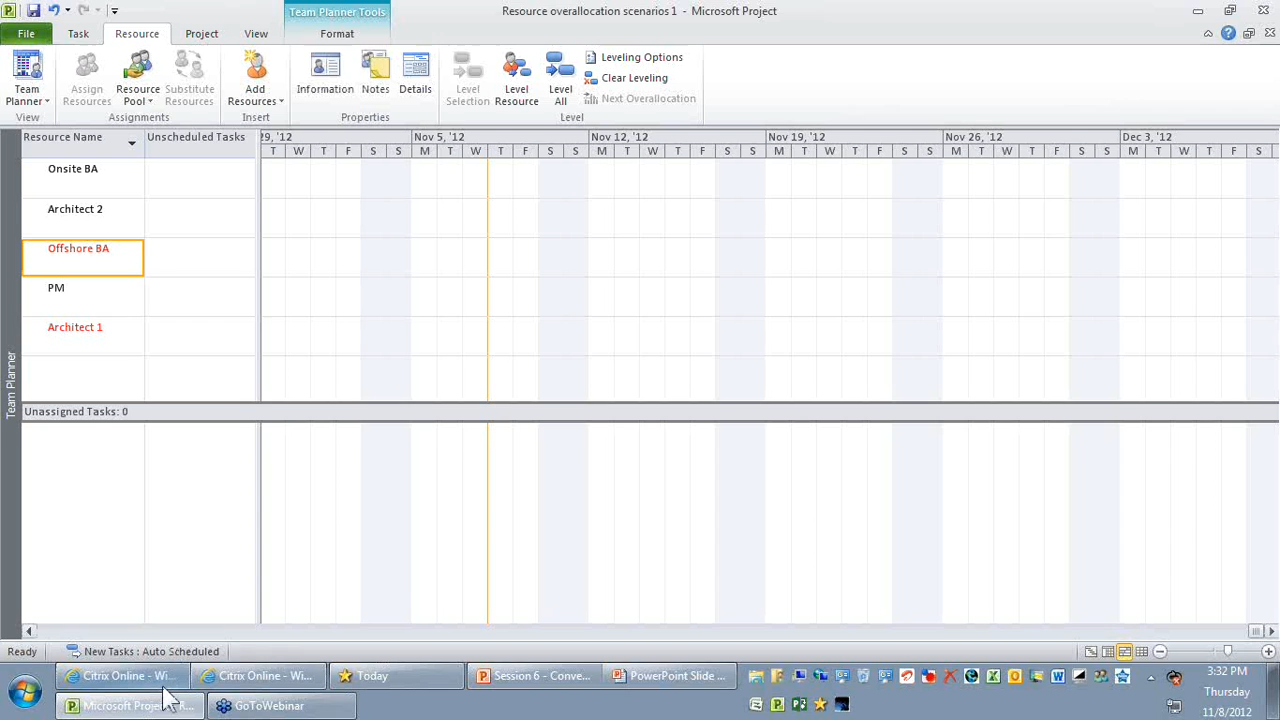 Team Planner Tools
Resource overallocation scenarios 1 - Microsoft Project
File Task Resource Project View Format
Team Planner
Assign Resources
Resource Pool
Substitute Resources
Add Resources
Information
Notes
Details
Level Selection
Level Resource
Level All
Leveling Options
Clear Leveling
Next Overallocation
View Assignments Insert Properties Level
Resource Name Unscheduled Tasks 29, '12 Nov 5, '12 Nov 12, '12 Nov 19, '12 Nov 26, '12 Dec 3, '12
T W T F S S M T W T F S S M T W T F S S M T W T F S S M T W T F S S M T W T F S
Onsite BA
Architect 2
Offshore BA
PM
Architect 1
Team Planner
Unassigned Tasks: 0
Ready New Tasks : Auto Scheduled
Citrix Online - Wi... Citrix Online - Wi... Today Session 6 - Conve... PowerPoint Slide ... 3:32 PM
Thursday
Microsoft Proj R... GoToWebinar 11/8/2012